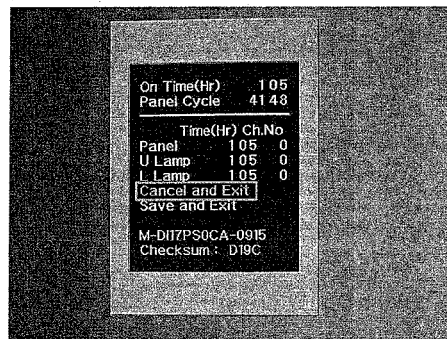 On Time(Hr) 105
Panel Cycle 4148
Time(Hr) Ch.No
Panel 105 0
U Lamp 105 0
L Lamp 105 0
Cancel and Exit
Save and Exit
M-DI17PS0CA-0915
Checksum : D19C